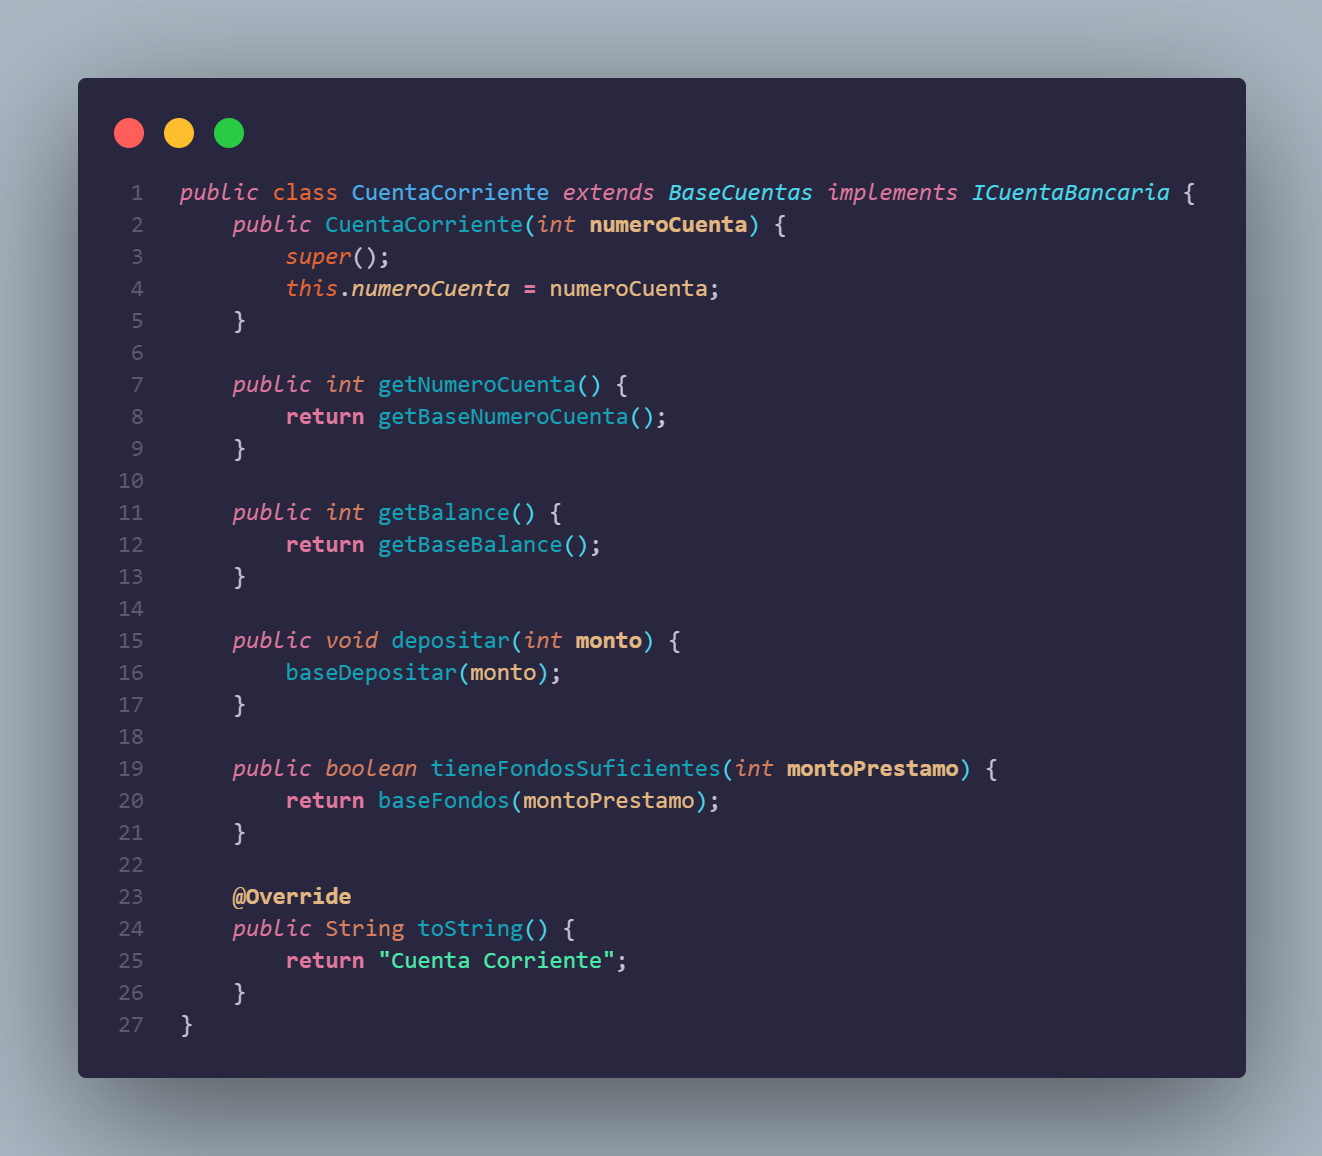 1 public class CuentaCorriente extends BaseCuentas implements ICuentaBancaria {
2     public CuentaCorriente(int numeroCuenta) {
3         super();
4         this.numeroCuenta = numeroCuenta;
5     }
6
7     public int getNumeroCuenta() {
8         return getBaseNumeroCuenta();
9     }
10
11     public int getBalance() {
12         return getBaseBalance();
13     }
14
15     public void depositar(int monto) {
16         baseDepositar(monto);
17     }
18
19     public boolean tieneFondosSuficientes(int montoPrestamo) {
20         return baseFondos(montoPrestamo);
21     }
22
23     @Override
24     public String toString() {
25         return "Cuenta Corriente";
26     }
27 }